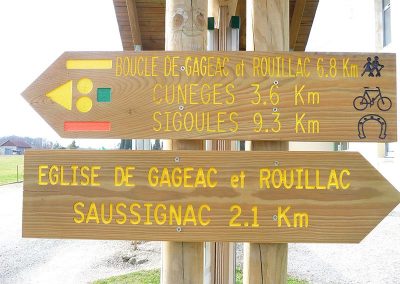 BOUCLE DE GAGEAC et ROUILLAC 6.8 Km
CUNEGES 3.6 Km
SIGOULES 9.3 Km
EGLISE DE GAGEAC et ROUILLAC
SAUSSIGNAC 2.1 Km